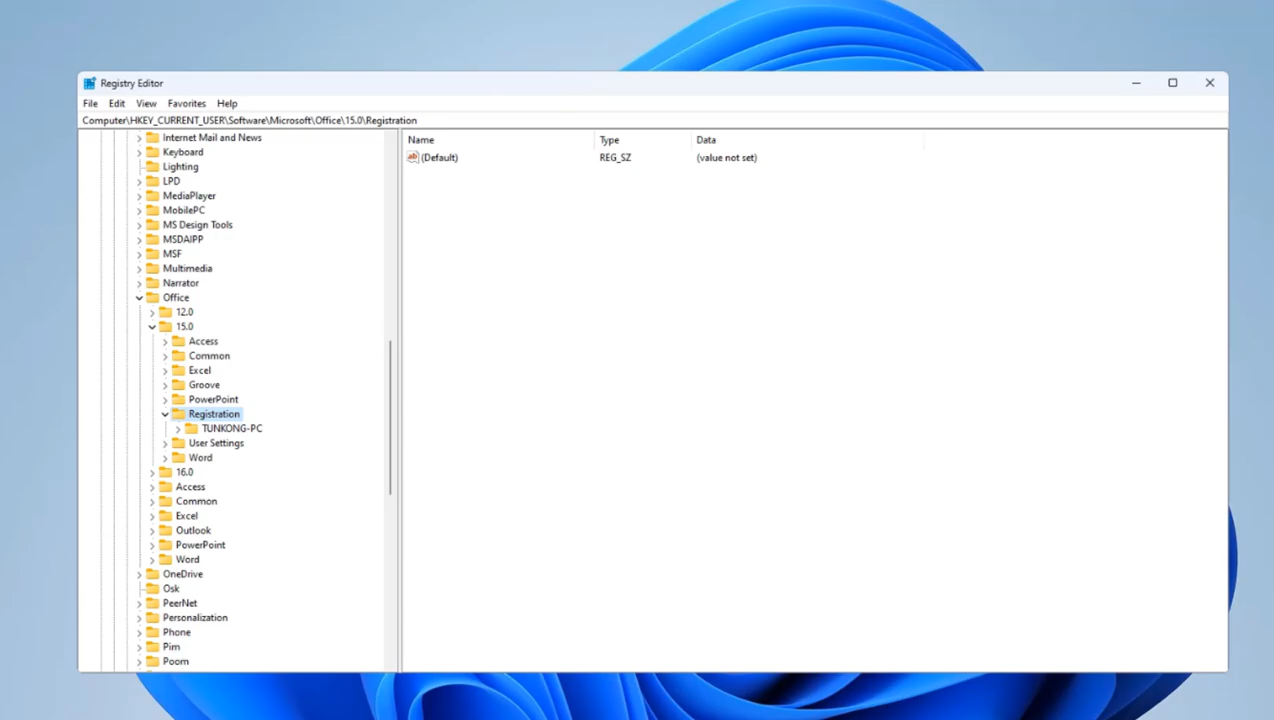 Registry Editor
File Edit View Favorites Help
Computer\HKEY_CURRENT_USER\Software\Microsoft\Office\15.0\Registration
Internet Mail and News
Keyboard
Lighting
LPD
MediaPlayer
MobilePC
MS Design Tools
MSDAIPP
MSF
Multimedia
Narrator
Office
12.0
15.0
Access
Common
Excel
Groove
PowerPoint
Registration
TUNKONG-PC
User Settings
Word
16.0
Access
Common
Excel
Outlook
PowerPoint
Word
OneDrive
Osk
PeerNet
Personalization
Phone
Pim
Poom
Name Type Data
ab (Default) REG_SZ (value not set)